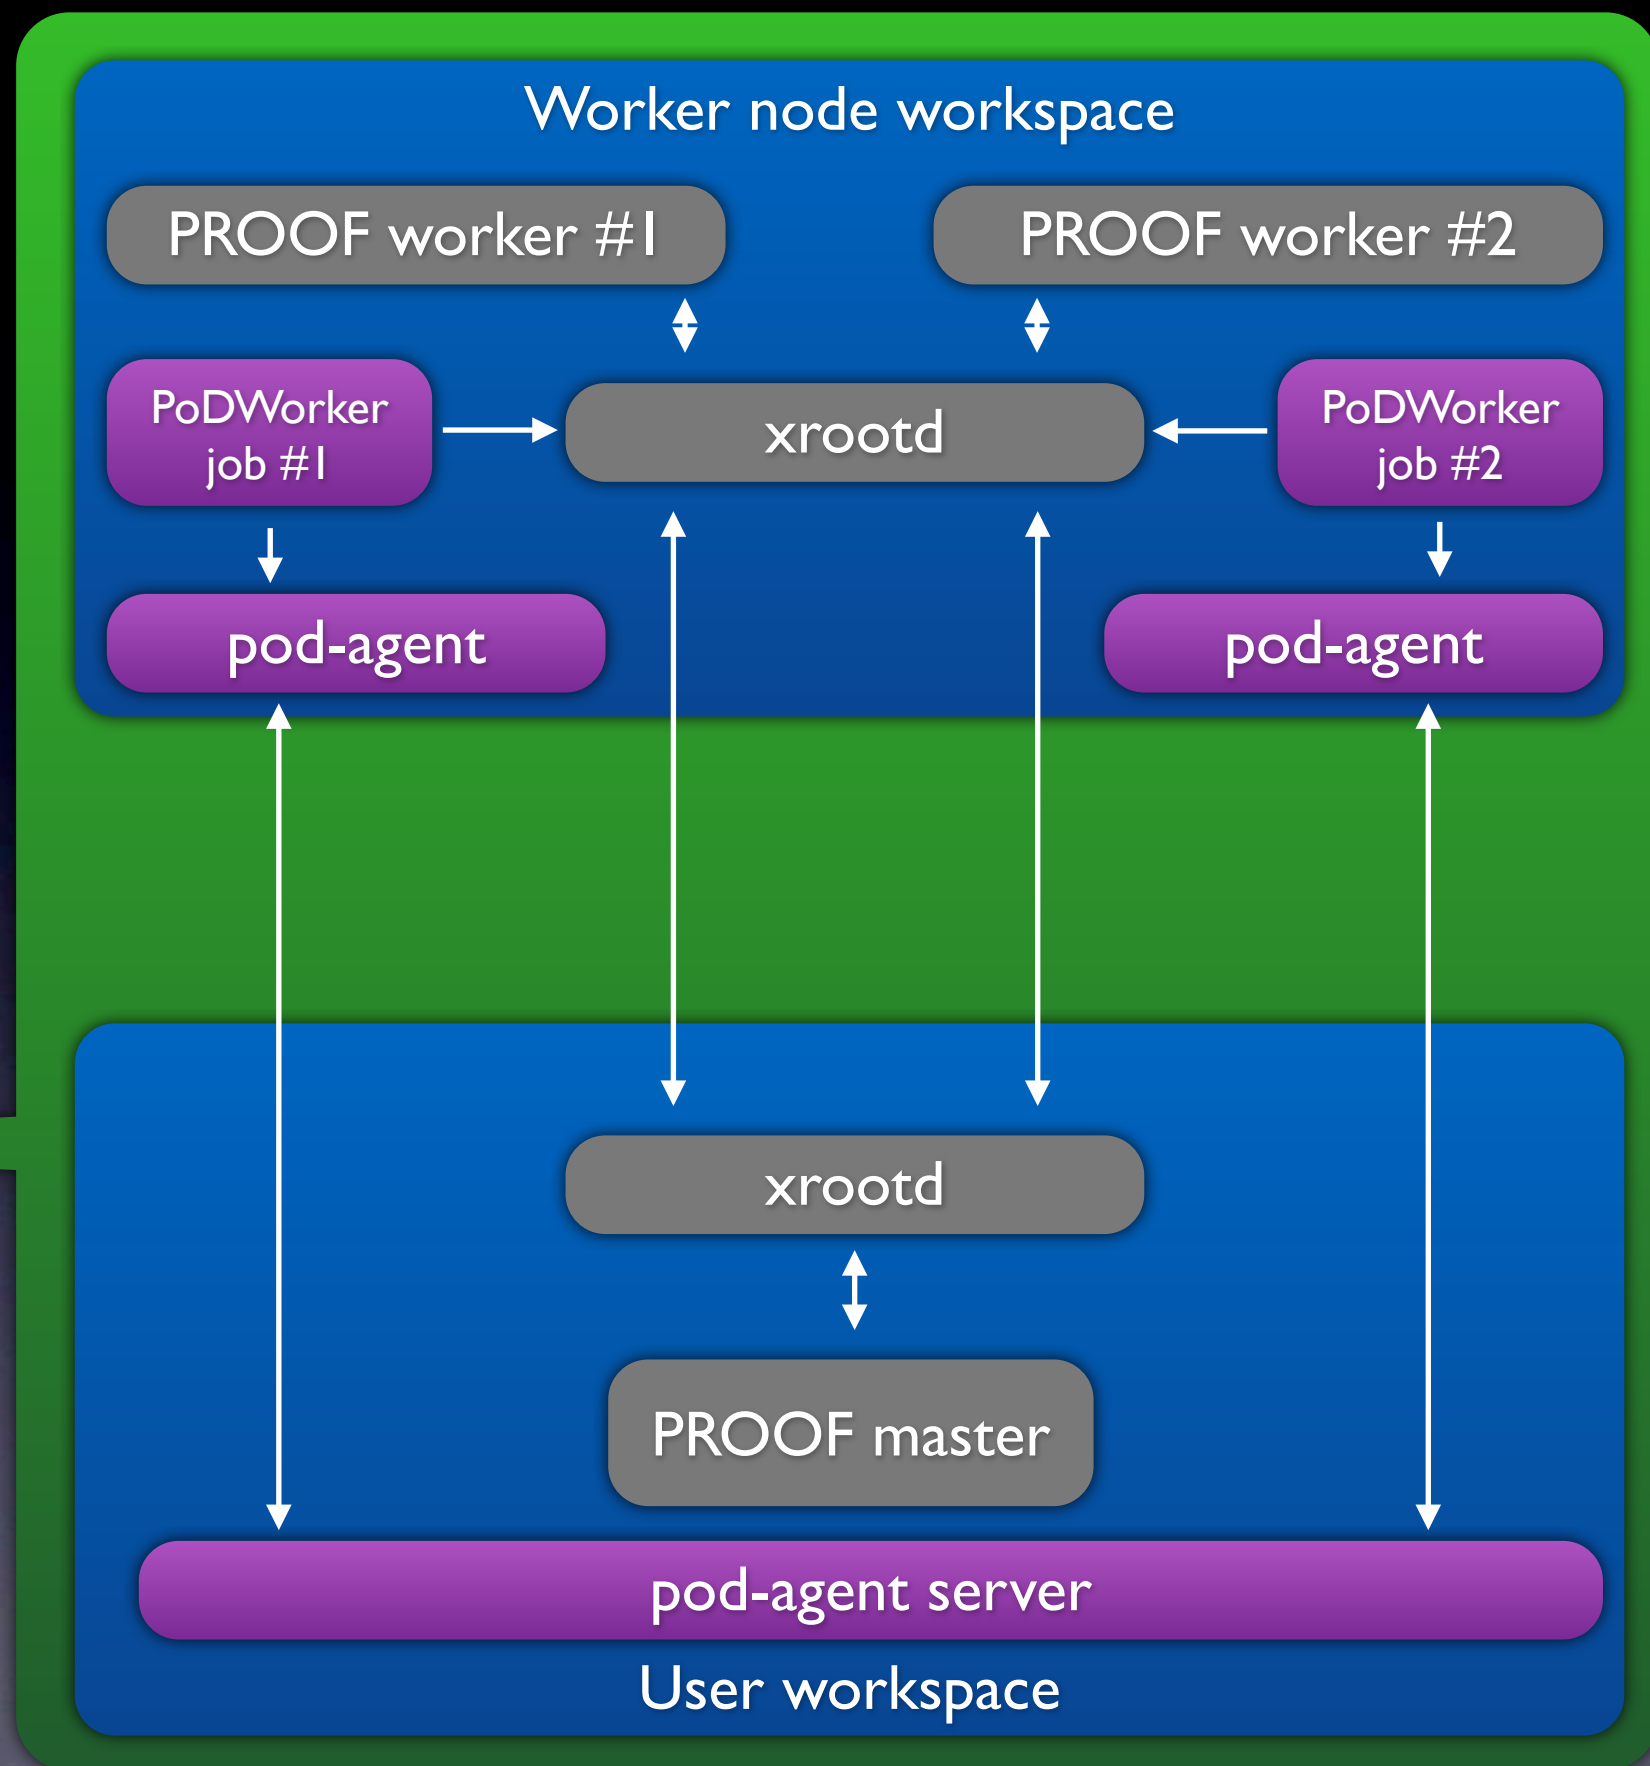 Worker node workspace
PROOF worker #1
PROOF worker #2
PoDWorker
job #1
xrootd
PoDWorker
job #2
pod-agent
pod-agent
xrootd
PROOF master
pod-agent server
User workspace